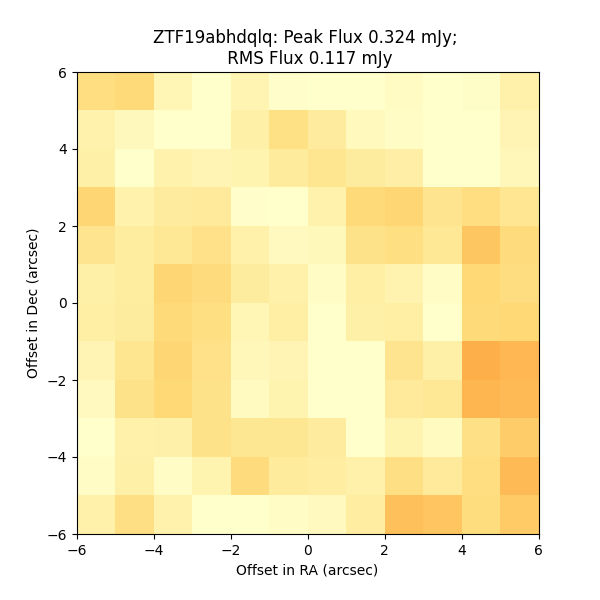 ZTF19abhdqlq: Peak Flux 0.324 mJy;
RMS Flux 0.117 mJy
6
4
2
0
−2
−4
−6
Offset in Dec (arcsec)
−6 −4 −2 0 2 4 6
Offset in RA (arcsec)